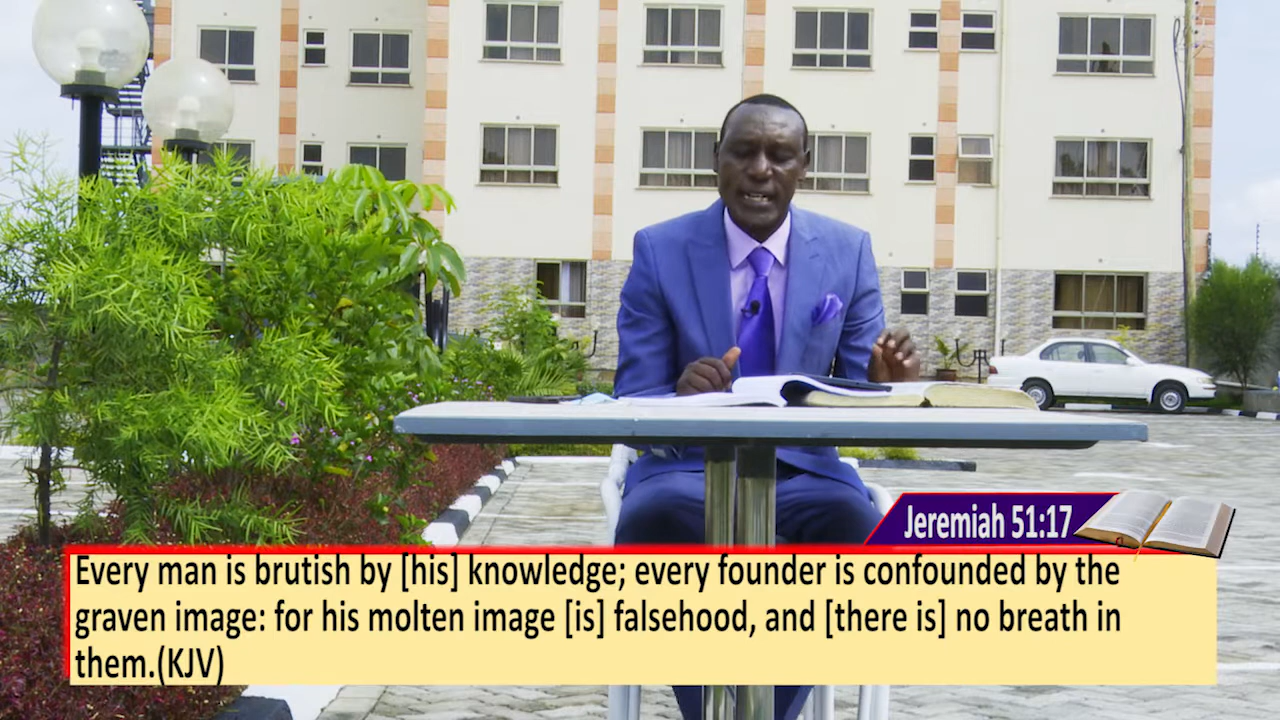 Jeremiah 51:17
Every man is brutish by [his] knowledge; every founder is confounded by the
graven image: for his molten image [is] falsehood, and [there is] no breath in
them.(KJV)